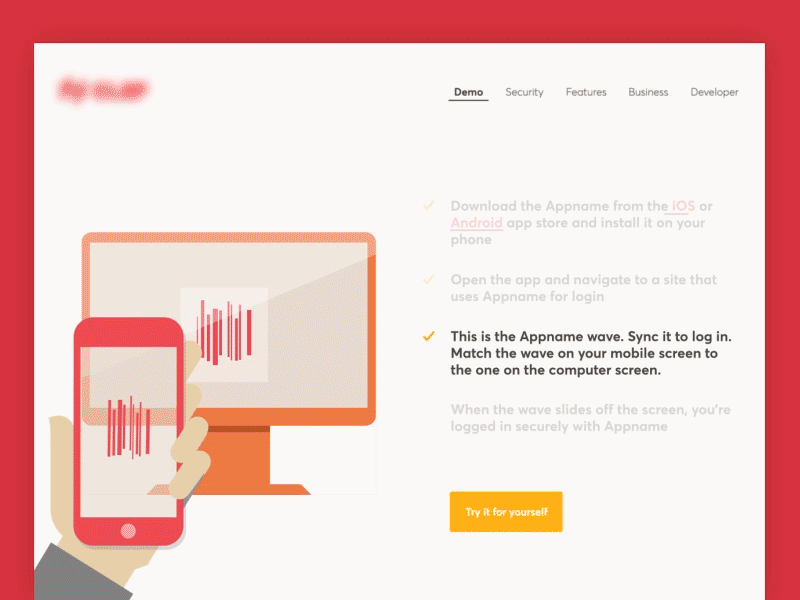 Demo Security Features Business Developer
Download the Appname from the iOS or
Android app store and install it on your
phone
Open the app and navigate to a site that
uses Appname for login
This is the Appname wave. Sync it to log in.
Match the wave on your mobile screen to
the one on the computer screen.
When the wave slides off the screen, you're
logged in securely with Appname
Try it for yourself